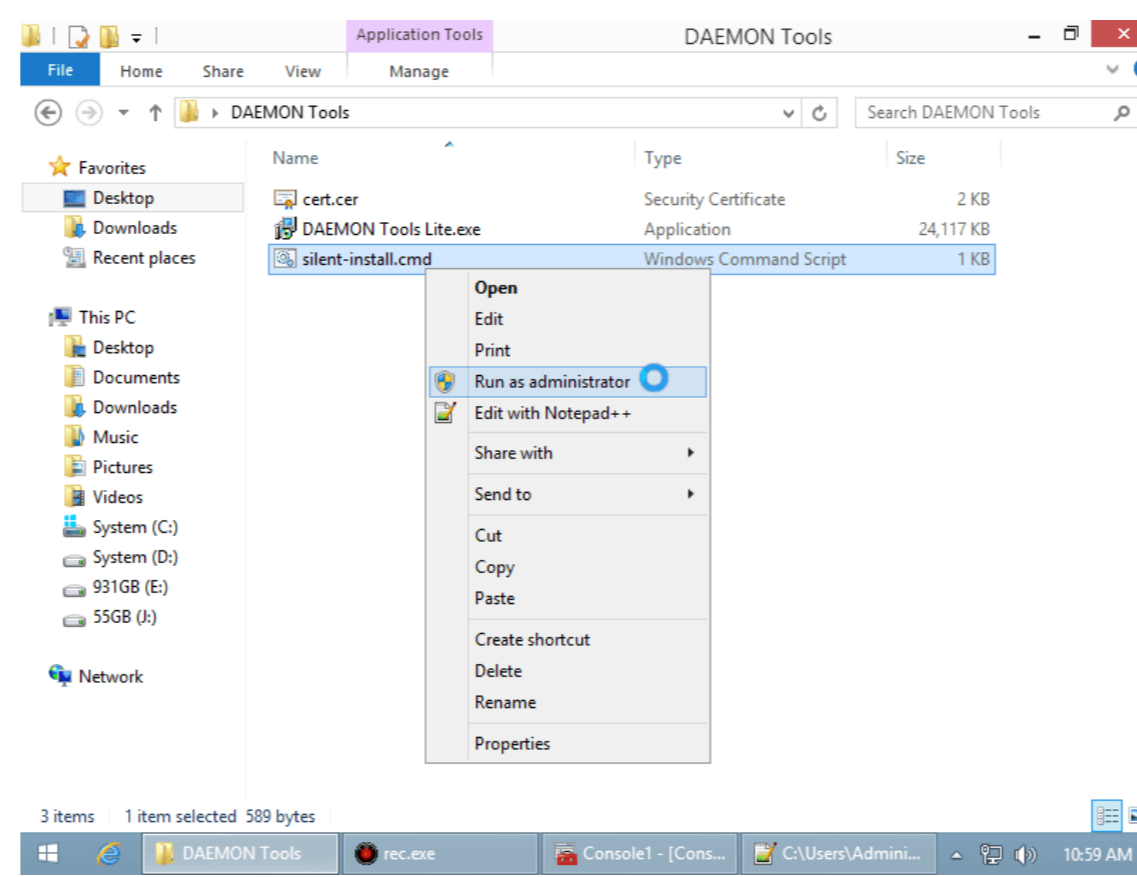 Application Tools
DAEMON Tools
File Home Share View Manage
DAEMON Tools
Search DAEMON Tools
Name Type Size
Favorites
Desktop
Downloads
Recent places
This PC
Desktop
Documents
Downloads
Music
Pictures
Videos
System (C:)
System (D:)
931GB (E:)
55GB (J:)
Network
cert.cer Security Certificate 2 KB
DAEMON Tools Lite.exe Application 24,117 KB
silent-install.cmd Windows Command Script 1 KB
Open
Edit
Print
Run as administrator
Edit with Notepad++
Share with
Send to
Cut
Copy
Paste
Create shortcut
Delete
Rename
Properties
3 items 1 item selected 589 bytes
DAEMON Tools rec.exe Console1 - [Cons... C:\Users\Admini... 10:59 AM